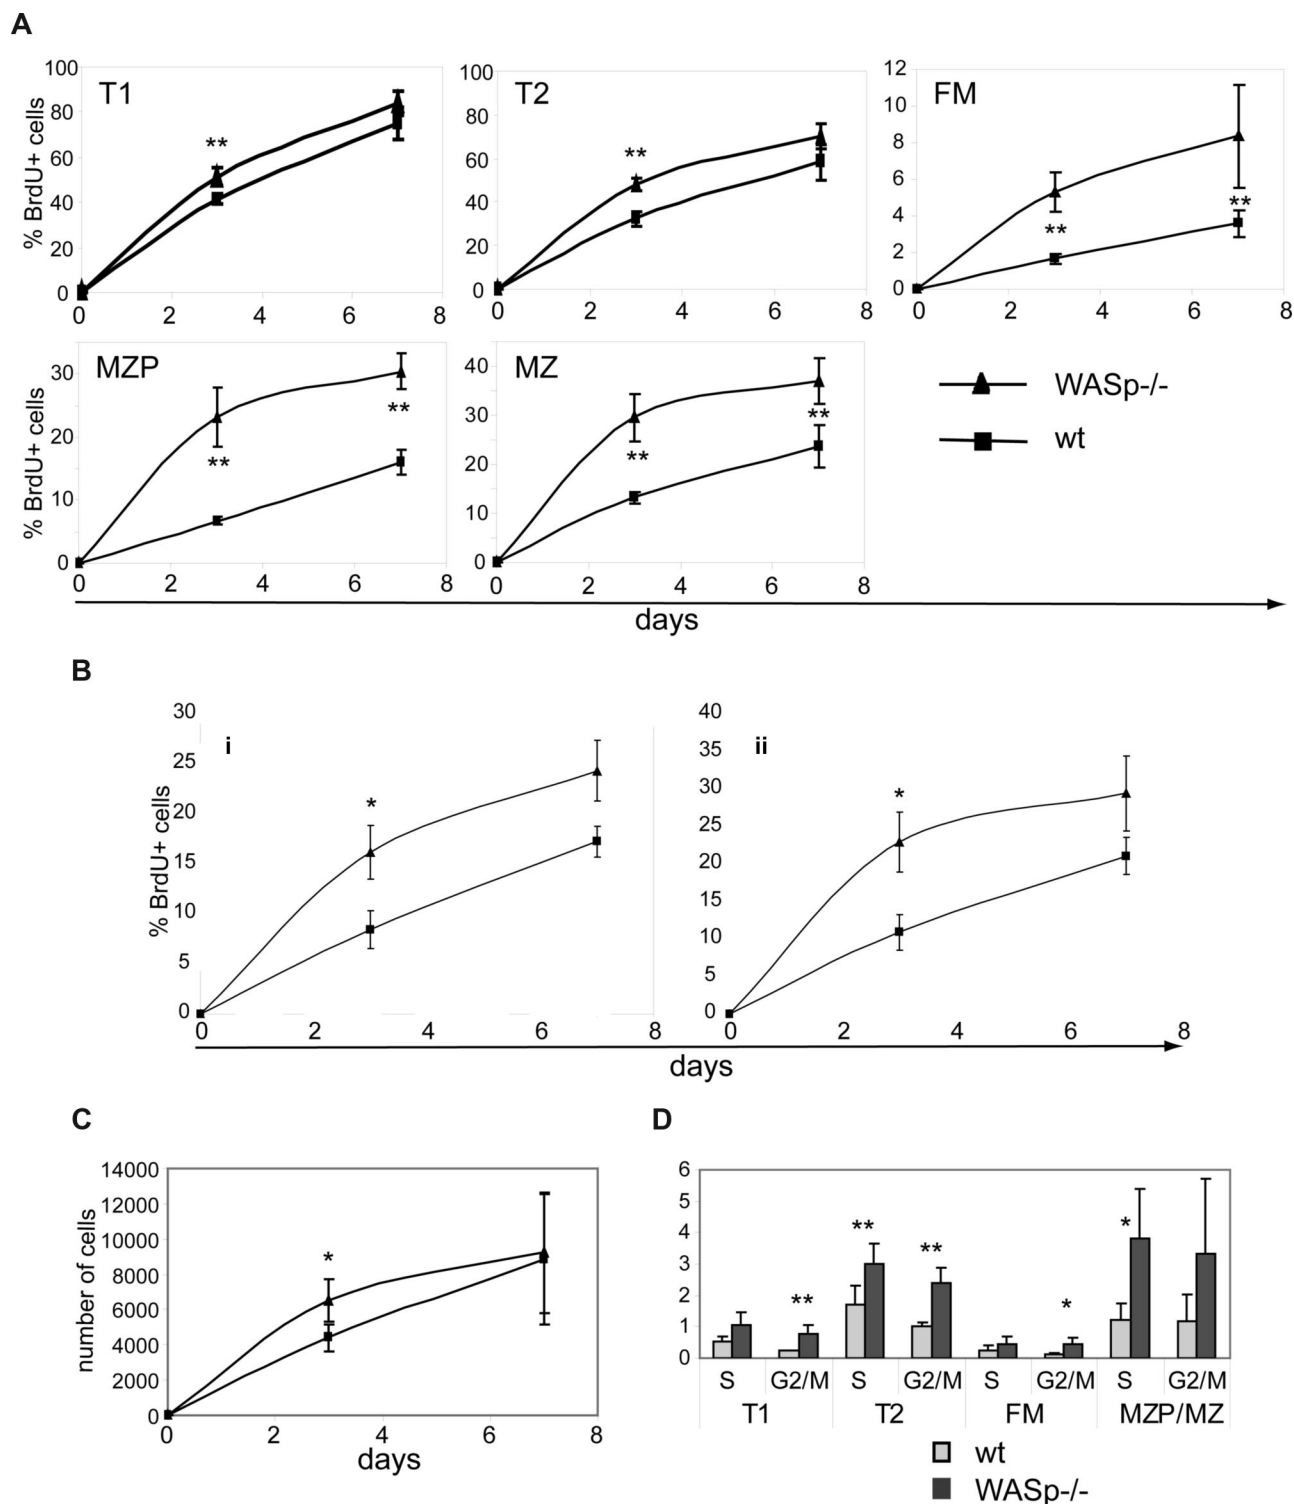 A
T1
% BrdU+ cells
100
80
60
40
20
0
**
0 2 4 6 8
T2
100
80
60
40
20
0
**
0 2 4 6 8
FM
12
10
8
6
4
2
0
**
**
0 2 4 6 8
MZP
% BrdU+ cells
30
20
10
0
**
**
0 2 4 6 8
MZ
40
30
20
10
0
**
**
0 2 4 6 8
WASp-/-
wt
days
B
i
% BrdU+ cells
30
25
20
15
10
5
0
*
0 2 4 6 8
ii
40
35
30
25
20
15
10
5
0
*
0 2 4 6 8
days
C
number of cells
14000
12000
10000
8000
6000
4000
2000
0
*
0 2 4 6 8
days
D
6
5
4
3
2
1
0
** ** ** * *
S G2/M S G2/M S G2/M S G2/M
T1 T2 FM MZP/MZ
wt
WASp-/-